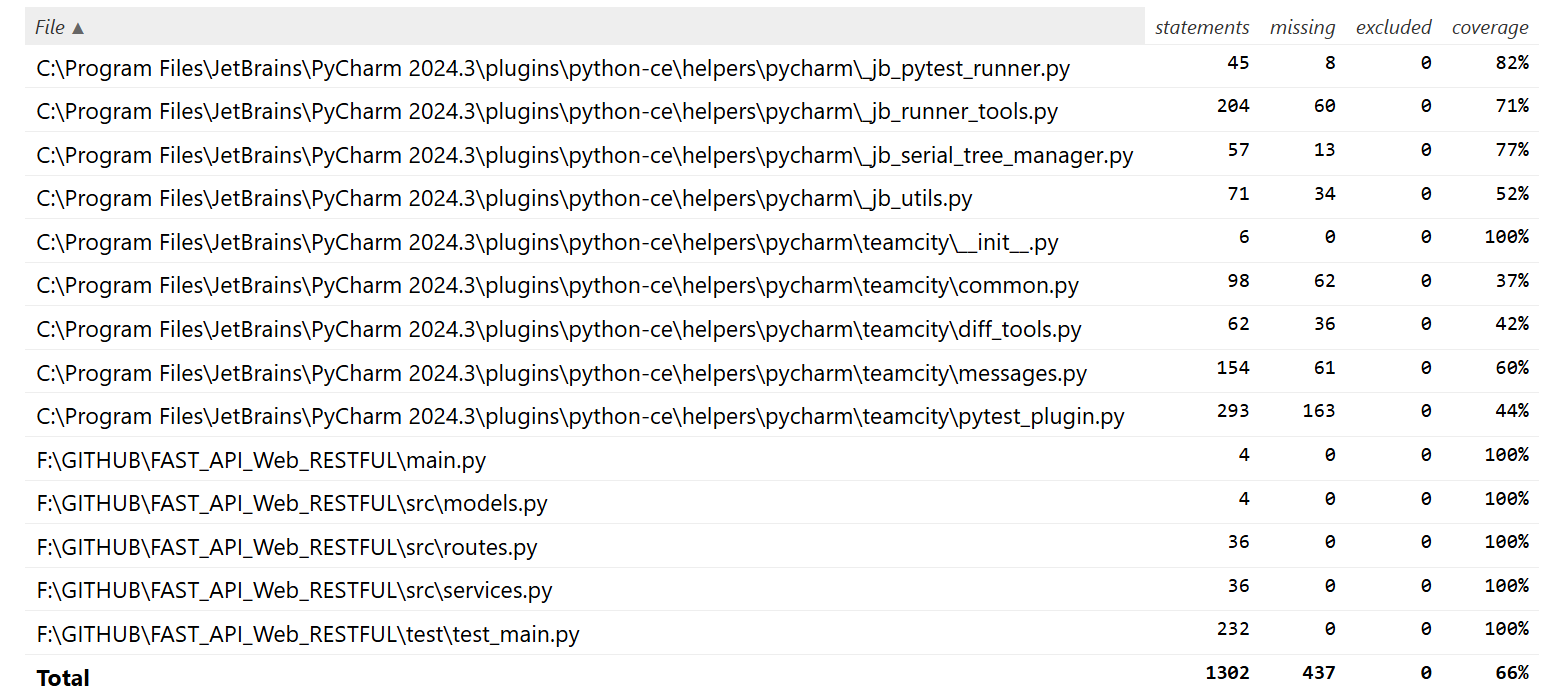 File ▲ statements missing excluded coverage
C:\Program Files\JetBrains\PyCharm 2024.3\plugins\python-ce\helpers\pycharm\_jb_pytest_runner.py 45 8 0 82%
C:\Program Files\JetBrains\PyCharm 2024.3\plugins\python-ce\helpers\pycharm\_jb_runner_tools.py 204 60 0 71%
C:\Program Files\JetBrains\PyCharm 2024.3\plugins\python-ce\helpers\pycharm\_jb_serial_tree_manager.py 57 13 0 77%
C:\Program Files\JetBrains\PyCharm 2024.3\plugins\python-ce\helpers\pycharm\_jb_utils.py 71 34 0 52%
C:\Program Files\JetBrains\PyCharm 2024.3\plugins\python-ce\helpers\pycharm\teamcity\__init__.py 6 0 0 100%
C:\Program Files\JetBrains\PyCharm 2024.3\plugins\python-ce\helpers\pycharm\teamcity\common.py 98 62 0 37%
C:\Program Files\JetBrains\PyCharm 2024.3\plugins\python-ce\helpers\pycharm\teamcity\diff_tools.py 62 36 0 42%
C:\Program Files\JetBrains\PyCharm 2024.3\plugins\python-ce\helpers\pycharm\teamcity\messages.py 154 61 0 60%
C:\Program Files\JetBrains\PyCharm 2024.3\plugins\python-ce\helpers\pycharm\teamcity\pytest_plugin.py 293 163 0 44%
F:\GITHUB\FAST_API_Web_RESTFUL\main.py 4 0 0 100%
F:\GITHUB\FAST_API_Web_RESTFUL\src\models.py 4 0 0 100%
F:\GITHUB\FAST_API_Web_RESTFUL\src\routes.py 36 0 0 100%
F:\GITHUB\FAST_API_Web_RESTFUL\src\services.py 36 0 0 100%
F:\GITHUB\FAST_API_Web_RESTFUL\test\test_main.py 232 0 0 100%
Total 1302 437 0 66%